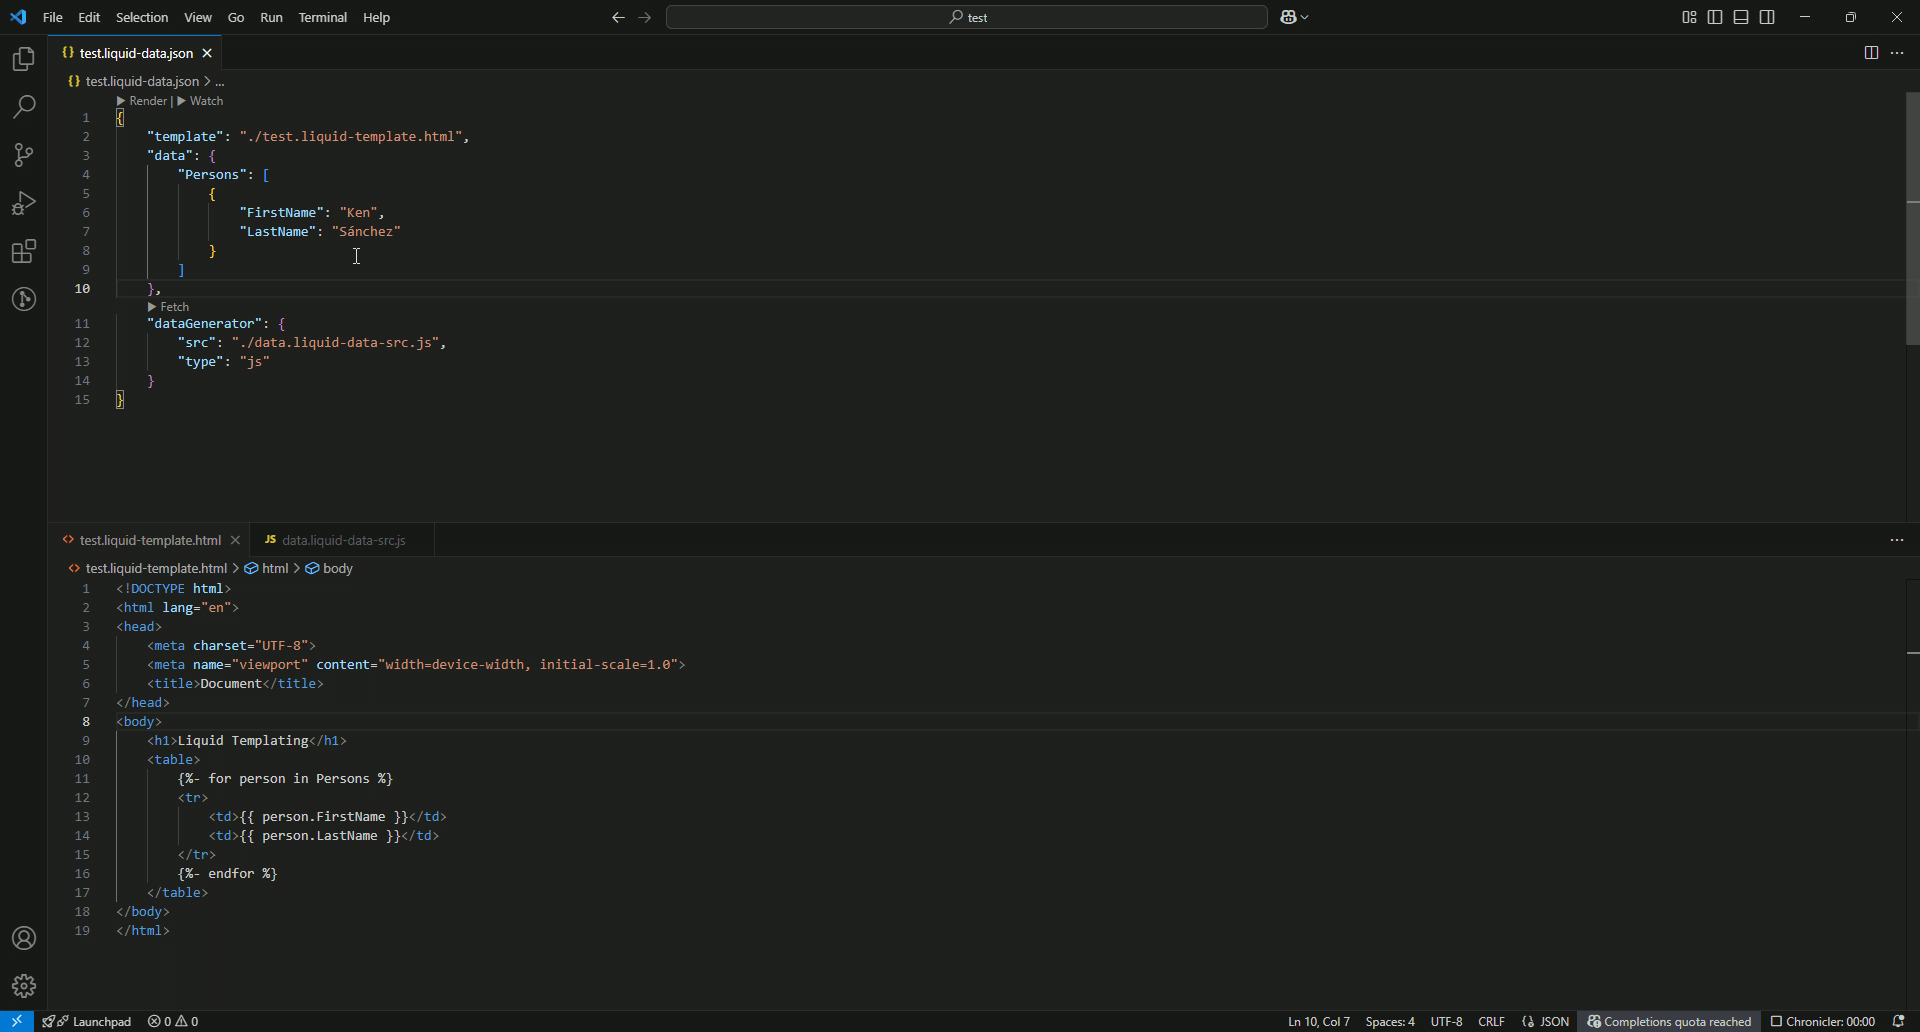 File Edit Selection View Go Run Terminal Help
test
test.liquid-data.json
test.liquid-data.json > ...
Render | Watch
1 {
2 "template": "./test.liquid-template.html",
3 "data": {
4 "Persons": [
5 {
6 "FirstName": "Ken",
7 "LastName": "Sánchez"
8 }
9 ]
10 },
Fetch
11 "dataGenerator": {
12 "src": "./data.liquid-data-src.js",
13 "type": "js"
14 }
15 }
test.liquid-template.html JS data.liquid-data-src.js
test.liquid-template.html > html > body
1 <!DOCTYPE html>
2 <html lang="en">
3 <head>
4 <meta charset="UTF-8">
5 <meta name="viewport" content="width=device-width, initial-scale=1.0">
6 <title>Document</title>
7 </head>
8 <body>
9 <h1>Liquid Templating</h1>
10 <table>
11 {%- for person in Persons %}
12 <tr>
13 <td>{{ person.FirstName }}</td>
14 <td>{{ person.LastName }}</td>
15 </tr>
16 {%- endfor %}
17 </table>
18 </body>
19 </html>
Launchpad 0 0 Ln 10, Col 7 Spaces: 4 UTF-8 CRLF {} JSON Completions quota reached Chronicler: 00:00